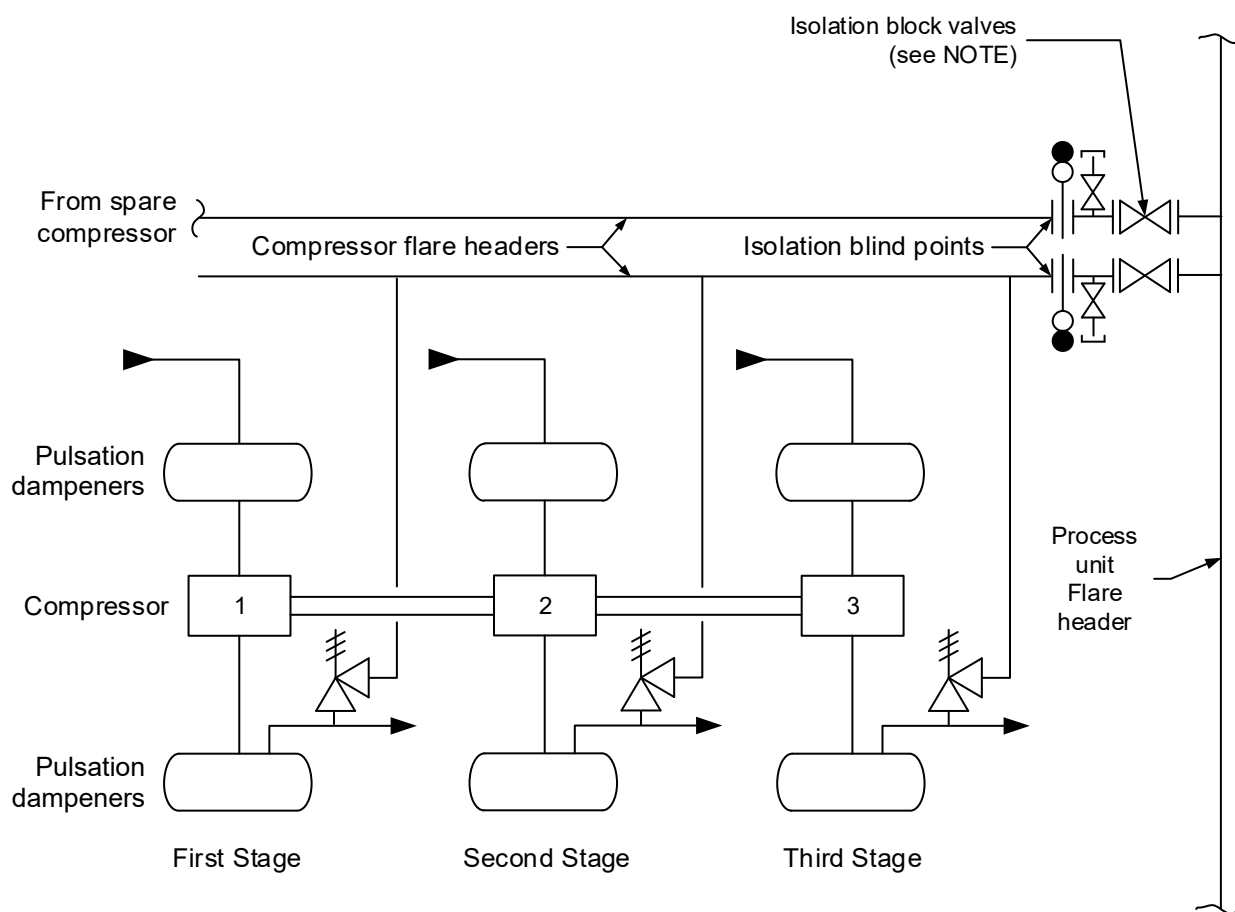 Isolation block valves
(see NOTE)
From spare
compressor
Compressor flare headers
Isolation blind points
Pulsation
dampeners
Process
unit
Flare
header
Compressor
1
2
3
Pulsation
dampeners
First Stage
Second Stage
Third Stage